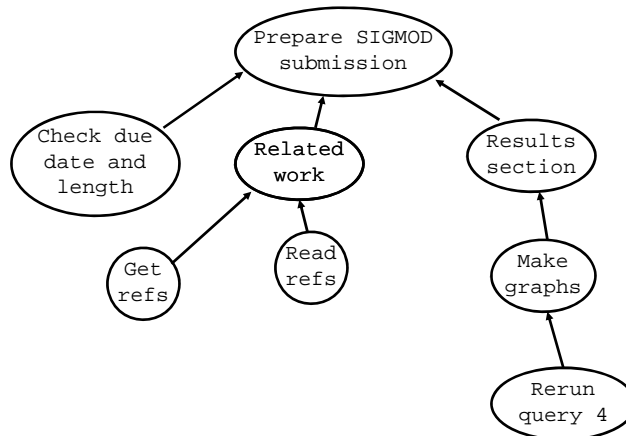 Prepare SIGMOD
submission
Check due
date and
length
Related
work
Results
section
Get
refs
Read
refs
Make
graphs
Rerun
query 4